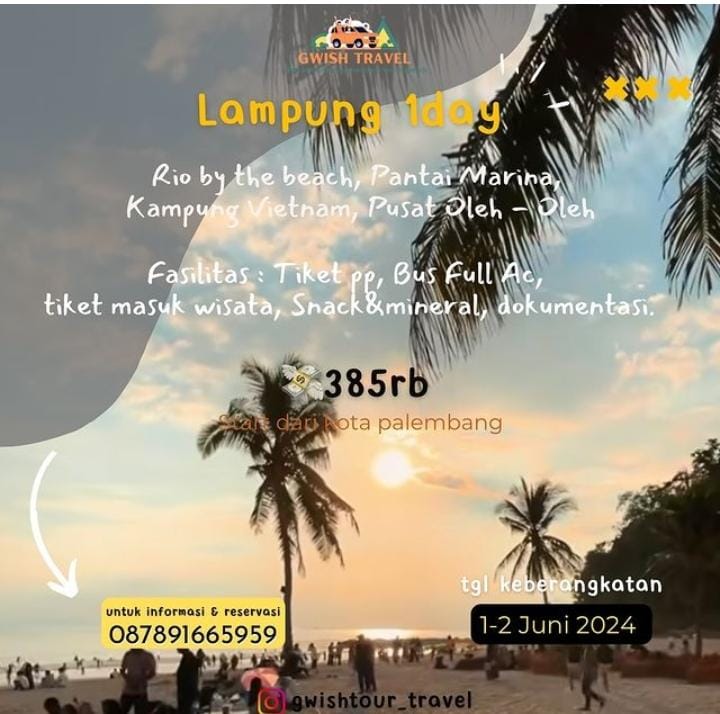 GWISH TRAVEL
Lampung 1day
Rio by the beach, Pantai Marina,
Kampung Vietnam, Pusat Oleh - Oleh
Fasilitas : Tiket pp, Bus Full Ac,
tiket masuk wisata, Snack&mineral, dokumentasi.
385rb
Start dari kota palembang
tgl keberangkatan
1-2 Juni 2024
untuk informasi & reservasi
087891665959
gwishtour_travel